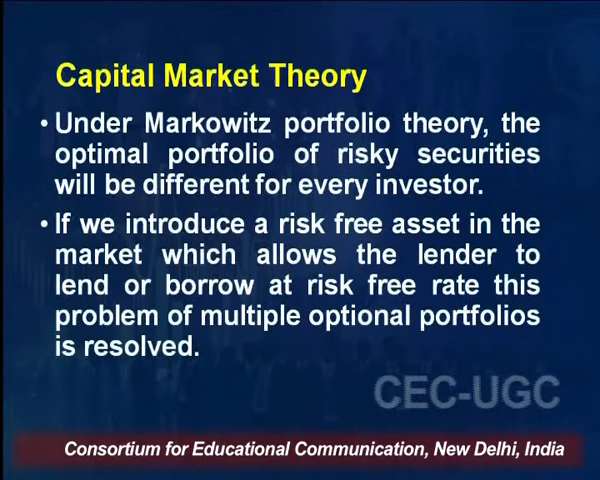 Capital Market Theory
• Under Markowitz portfolio theory, the
optimal portfolio of risky securities
will be different for every investor.
• If we introduce a risk free asset in the
market which allows the lender to
lend or borrow at risk free rate this
problem of multiple optional portfolios
is resolved.
CEC-UGC
Consortium for Educational Communication, New Delhi, India